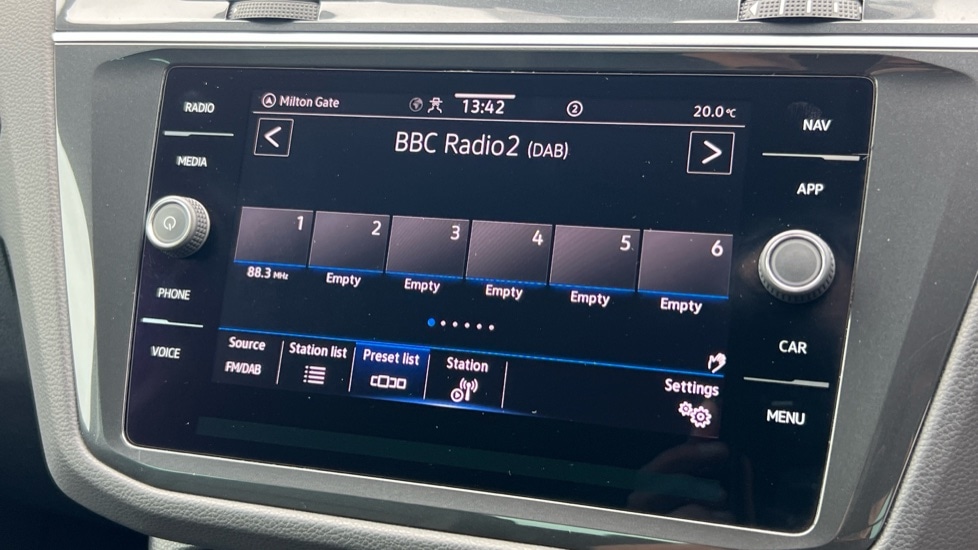 RADIO
MEDIA
PHONE
VOICE
Milton Gate
13:42
2
20.0°C
BBC Radio2 (DAB)
1 2 3 4 5 6
88.3 MHz Empty Empty Empty Empty Empty
Source Station list Preset list Station Settings
FM/DAB
NAV
APP
CAR
MENU